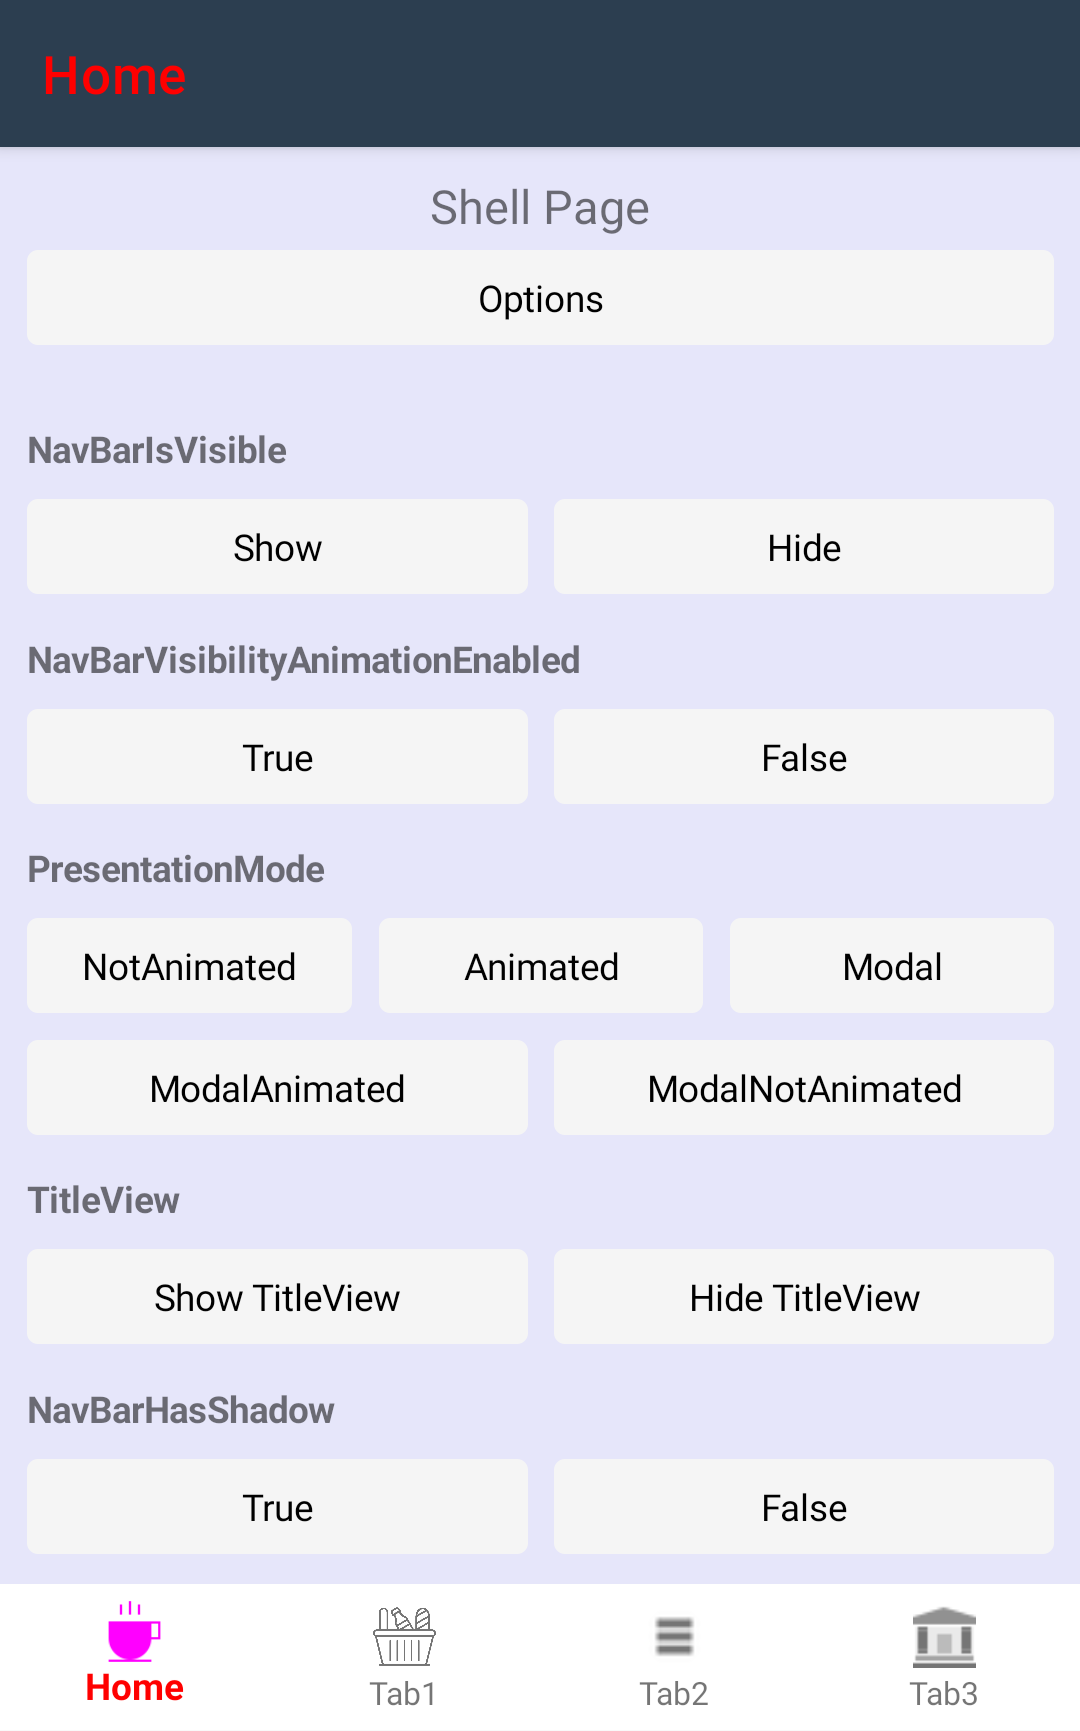 Home
Shell Page
Options
NavBarIsVisible
Show Hide
NavBarVisibilityAnimationEnabled
True False
PresentationMode
NotAnimated Animated Modal
ModalAnimated ModalNotAnimated
TitleView
Show TitleView Hide TitleView
NavBarHasShadow
True False
Home Tab1 Tab2 Tab3